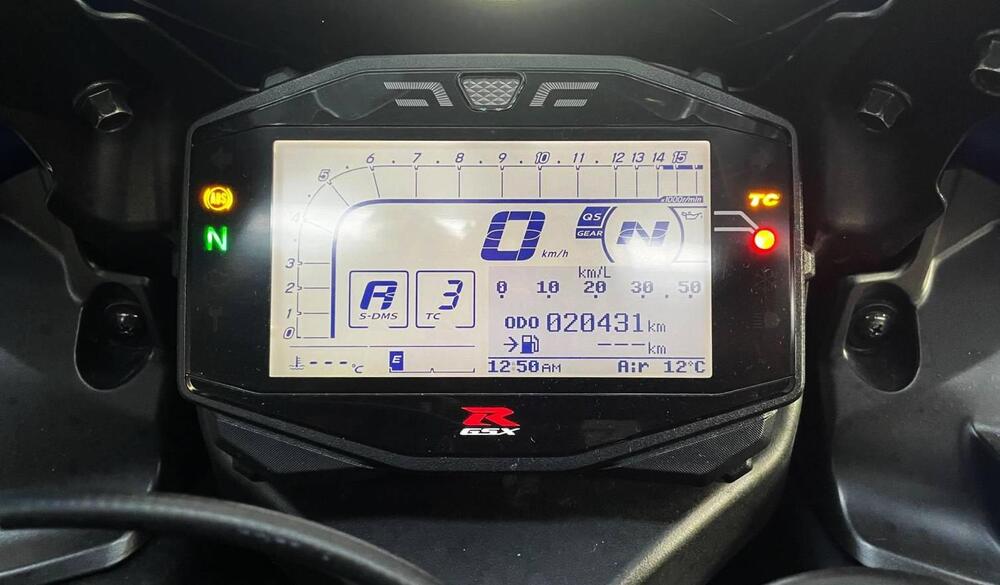 5 . 6 . 7 . 8 . 9 . 10 . 11 . 12 13 14 15
x1000r/min
4
3
2
1
0
ABS
N
TC
0 km/h
QS
GEAR
N
A
S-DMS
3
TC
km/L
0 10 20 30 . 50
ODO 020431 km
--- km
---°C
E
12:50AM Air 12°C
R
GSX